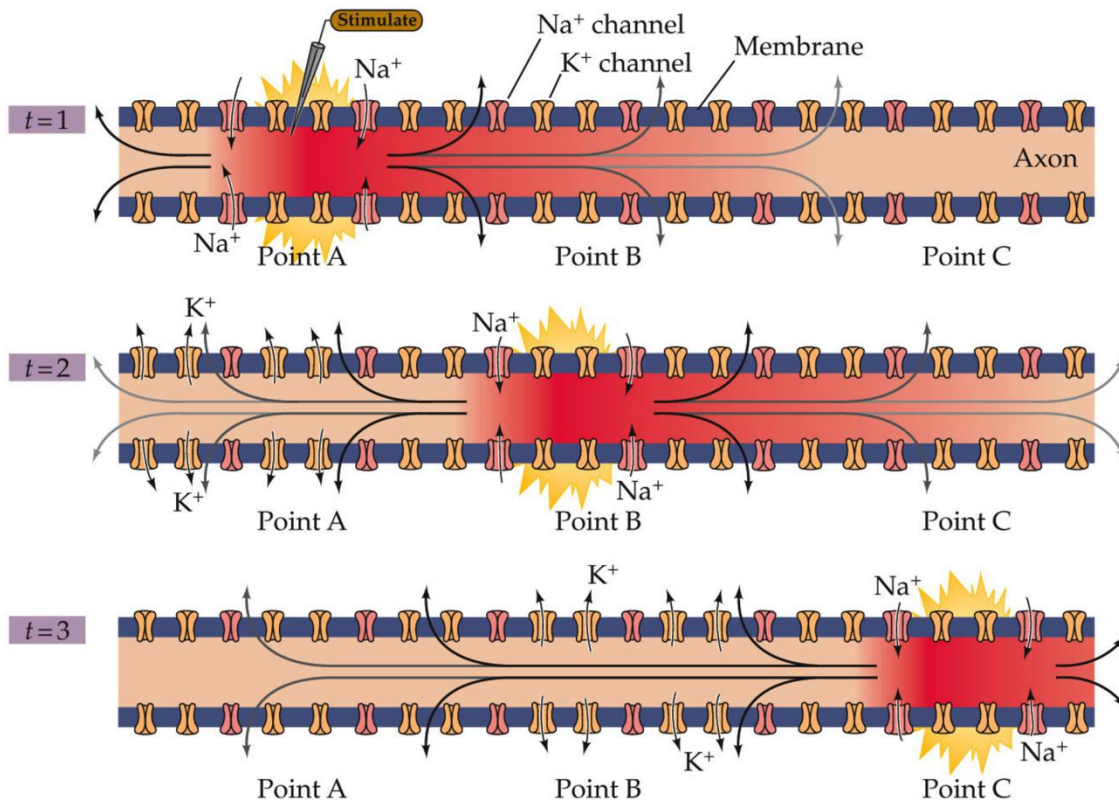 Stimulate
Na⁺ channel
K⁺ channel
Membrane
Na⁺
t=1
Axon
Na⁺
Point A
Point B
Point C
K⁺
Na⁺
t=2
K⁺
Na⁺
Point A
Point B
Point C
K⁺
Na⁺
t=3
K⁺
Na⁺
Point A
Point B
Point C